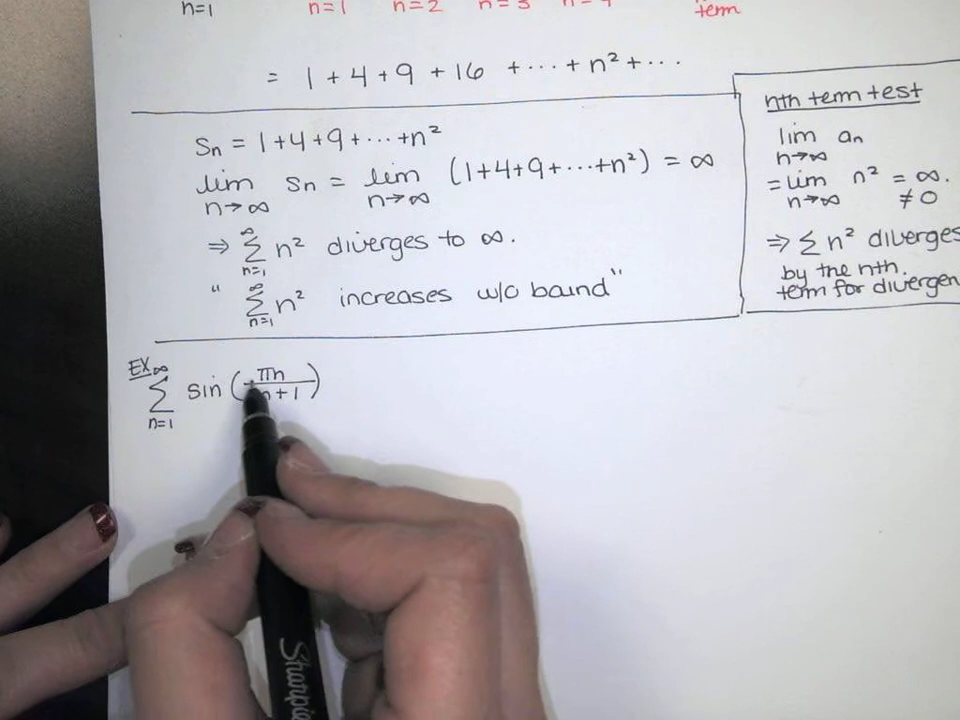 n=1 n=1 n=2 n=3
term
= 1 + 4 + 9 + 16 + ··· + n² + ···
Sn = 1+4+9+···+n²
lim Sn = lim (1+4+9+···+n²) = ∞
n→∞ n→∞
⇒ ∞ Σ n=1 n² diverges to ∞.
" ∞ Σ n=1 n² increases w/o bound"
nth term test
lim an
n→∞
= lim n² = ∞.
n→∞ ≠0
⇒ Σ n² diverges
by the nth.
term for divergen
EX ∞
Σ sin (πn / n+1)
n=1
Sharpie